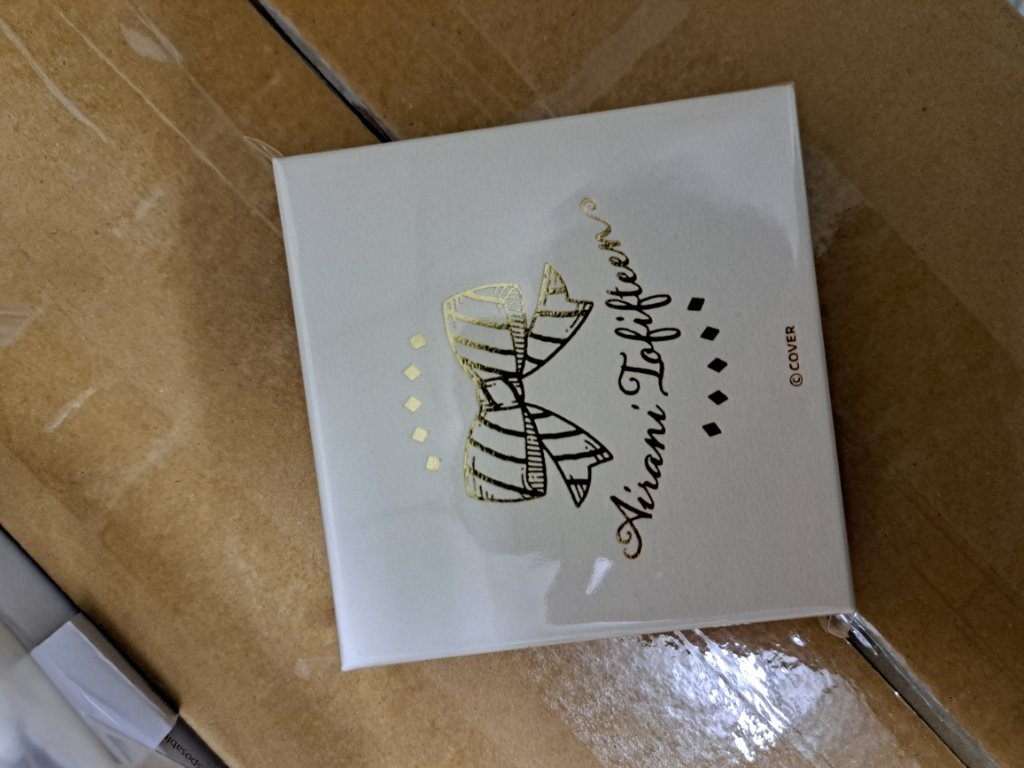 Airani Iofifteen
© COVER